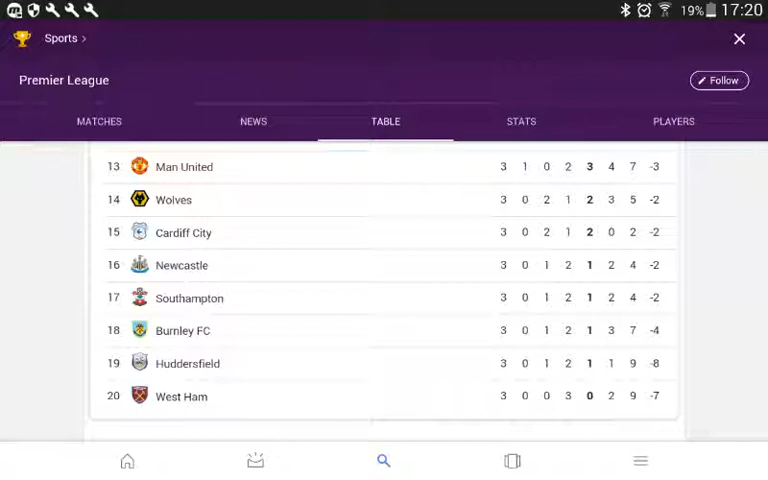 19% 17:20
Sports >
Premier League
Follow
MATCHES NEWS TABLE STATS PLAYERS
13 Man United 3 1 0 2 3 4 7 -3
14 Wolves 3 0 2 1 2 3 5 -2
15 Cardiff City 3 0 2 1 2 0 2 -2
16 Newcastle 3 0 1 2 1 2 4 -2
17 Southampton 3 0 1 2 1 2 4 -2
18 Burnley FC 3 0 1 2 1 3 7 -4
19 Huddersfield 3 0 1 2 1 1 9 -8
20 West Ham 3 0 0 3 0 2 9 -7